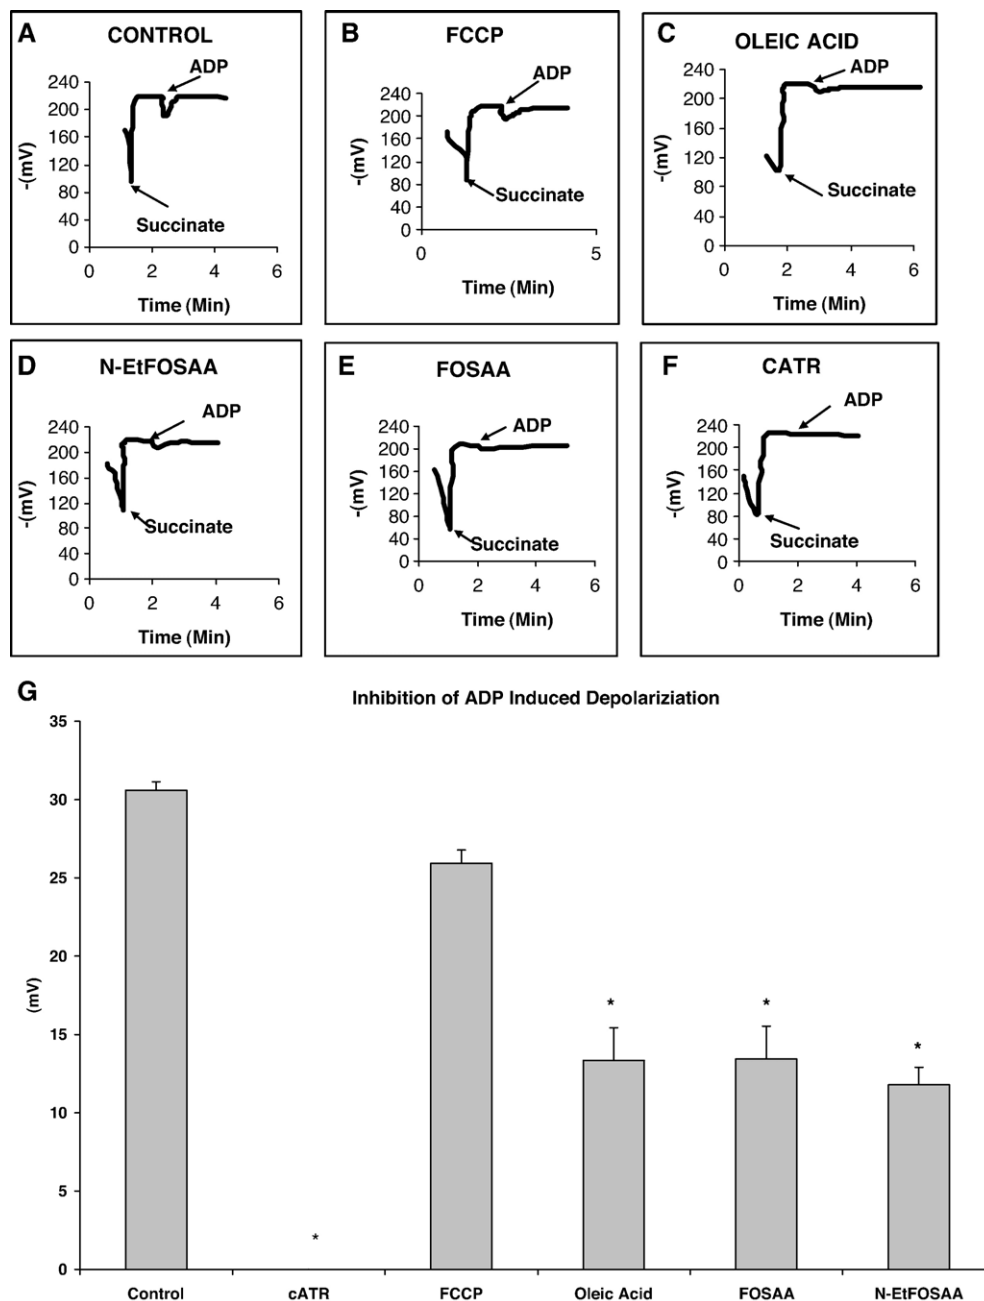 A CONTROL
ADP
240
200
160
120
80
40
0
-(mV)
Succinate
0 2 4 6
Time (Min)
B FCCP
ADP
240
200
160
120
80
40
0
-(mV)
Succinate
0 5
Time (Min)
C OLEIC ACID
ADP
240
200
160
120
80
40
0
-(mV)
Succinate
0 2 4 6
Time (Min)
D N-EtFOSAA
ADP
240
200
160
120
80
40
0
-(mV)
Succinate
0 2 4 6
Time (Min)
E FOSAA
ADP
240
200
160
120
80
40
0
-(mV)
Succinate
0 2 4 6
Time (Min)
F CATR
ADP
240
200
160
120
80
40
0
-(mV)
Succinate
0 2 4 6
Time (Min)
G Inhibition of ADP Induced Depolariziation
35
30
25
20
15
10
5
0
(mV)
* * * *
Control cATR FCCP Oleic Acid FOSAA N-EtFOSAA